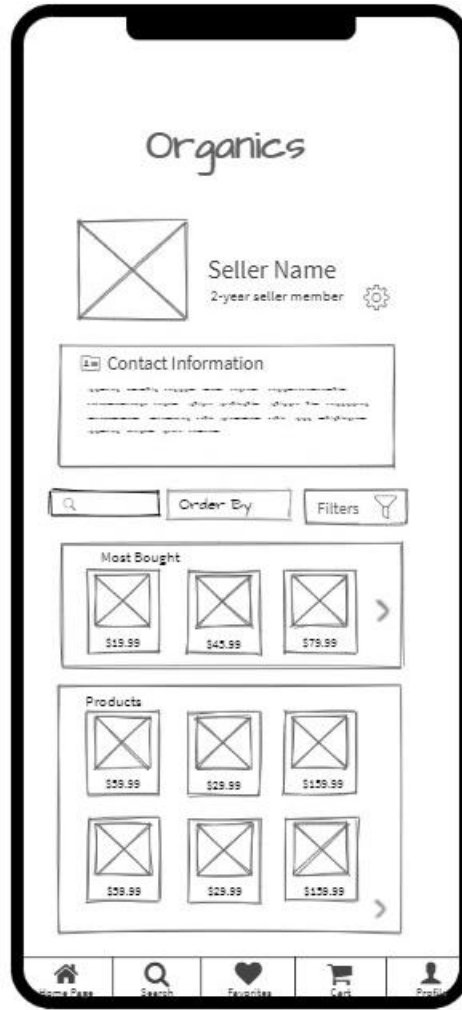 Organics
Seller Name
2-year seller member
Contact Information
Order By
Filters
Most Bought
$19.99 $45.99 $79.99
Products
$59.99 $29.99 $159.99
$59.99 $29.99 $159.99
Home Page Search Favorites Cart Profile